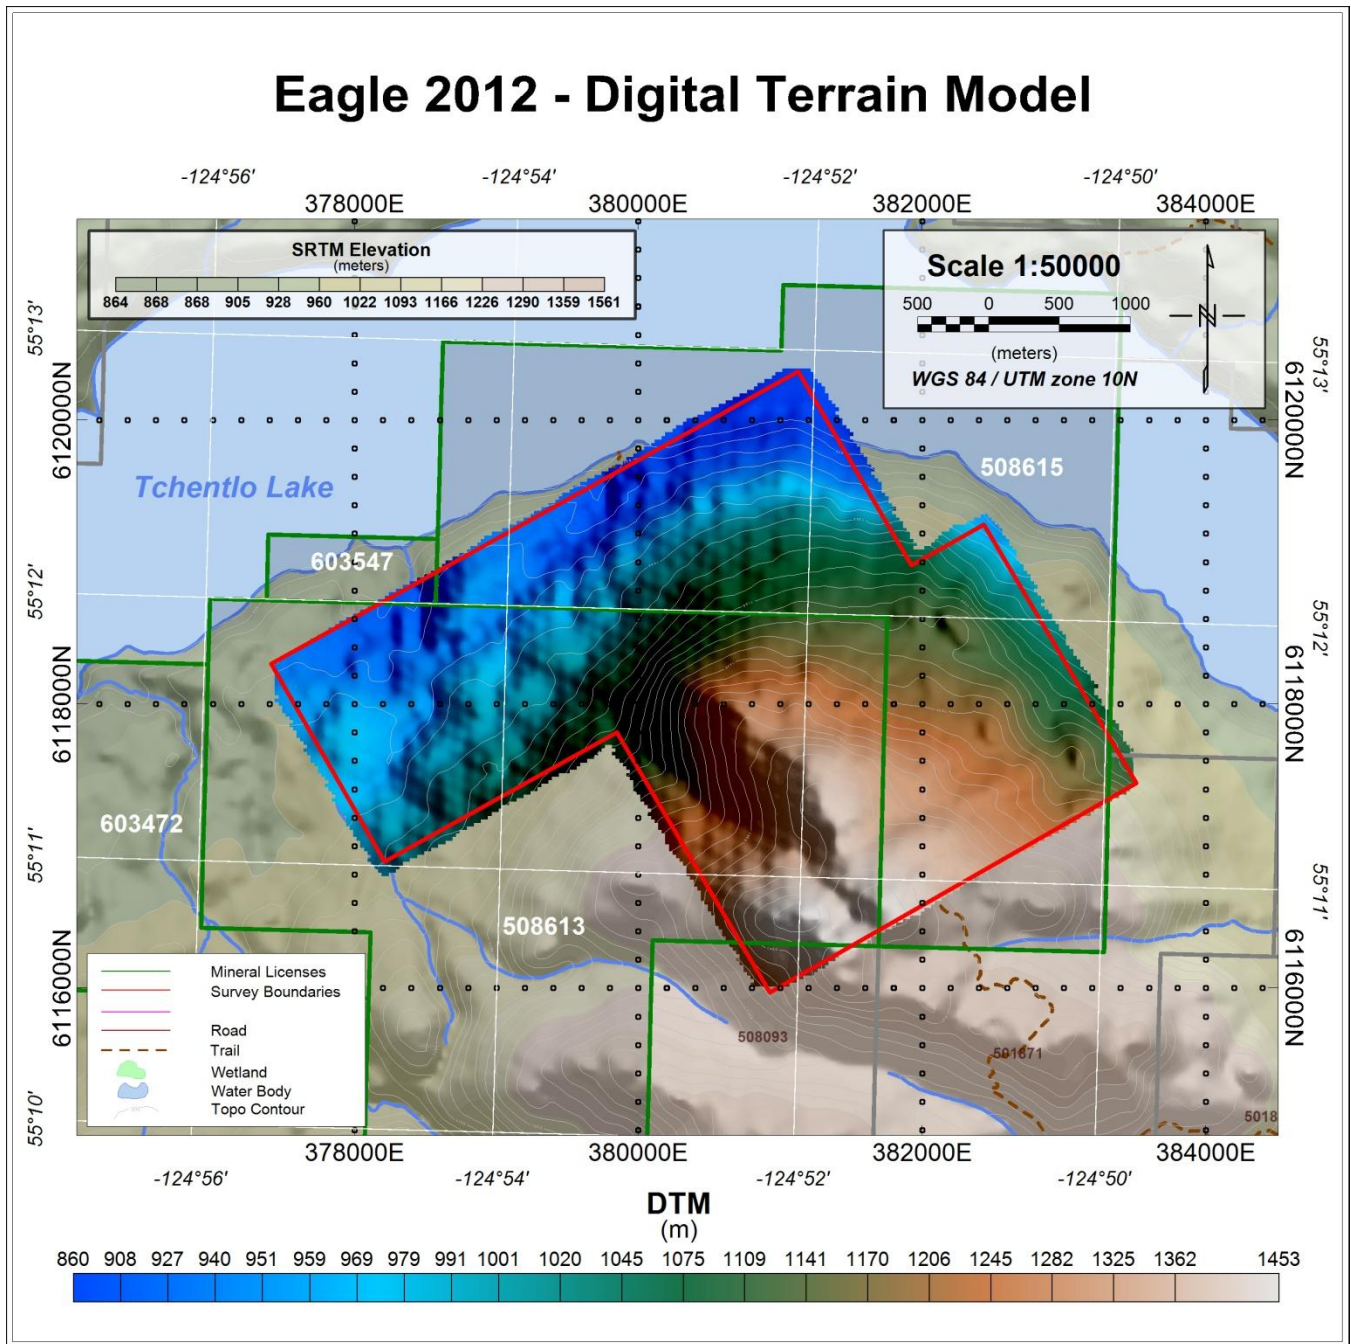 Eagle 2012 - Digital Terrain Model
-124°56' -124°54' -124°52' -124°50'
378000E 380000E 382000E 384000E
SRTM Elevation
(meters)
864 868 868 905 928 960 1022 1093 1166 1226 1290 1359 1561
Scale 1:50000
500 0 500 1000
(meters)
WGS 84 / UTM zone 10N
N
55°13'
55°13'
6120000N
6120000N
Tchentlo Lake
508615
603547
55°12'
55°12'
6118000N
6118000N
603472
55°11'
55°11'
508613
6116000N
6116000N
508093
501671
5018
55°10'
Mineral Licenses
Survey Boundaries
Road
Trail
Wetland
Water Body
Topo Contour
378000E 380000E 382000E 384000E
-124°56' -124°54' -124°52' -124°50'
DTM
(m)
860 908 927 940 951 959 969 979 991 1001 1020 1045 1075 1109 1141 1170 1206 1245 1282 1325 1362 1453